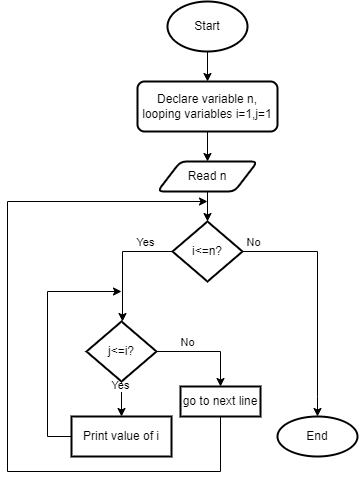 Start
Declare variable n,
looping variables i=1,j=1
Read n
i<=n?
Yes
No
j<=i?
No
Yes
go to next line
Print value of i
End